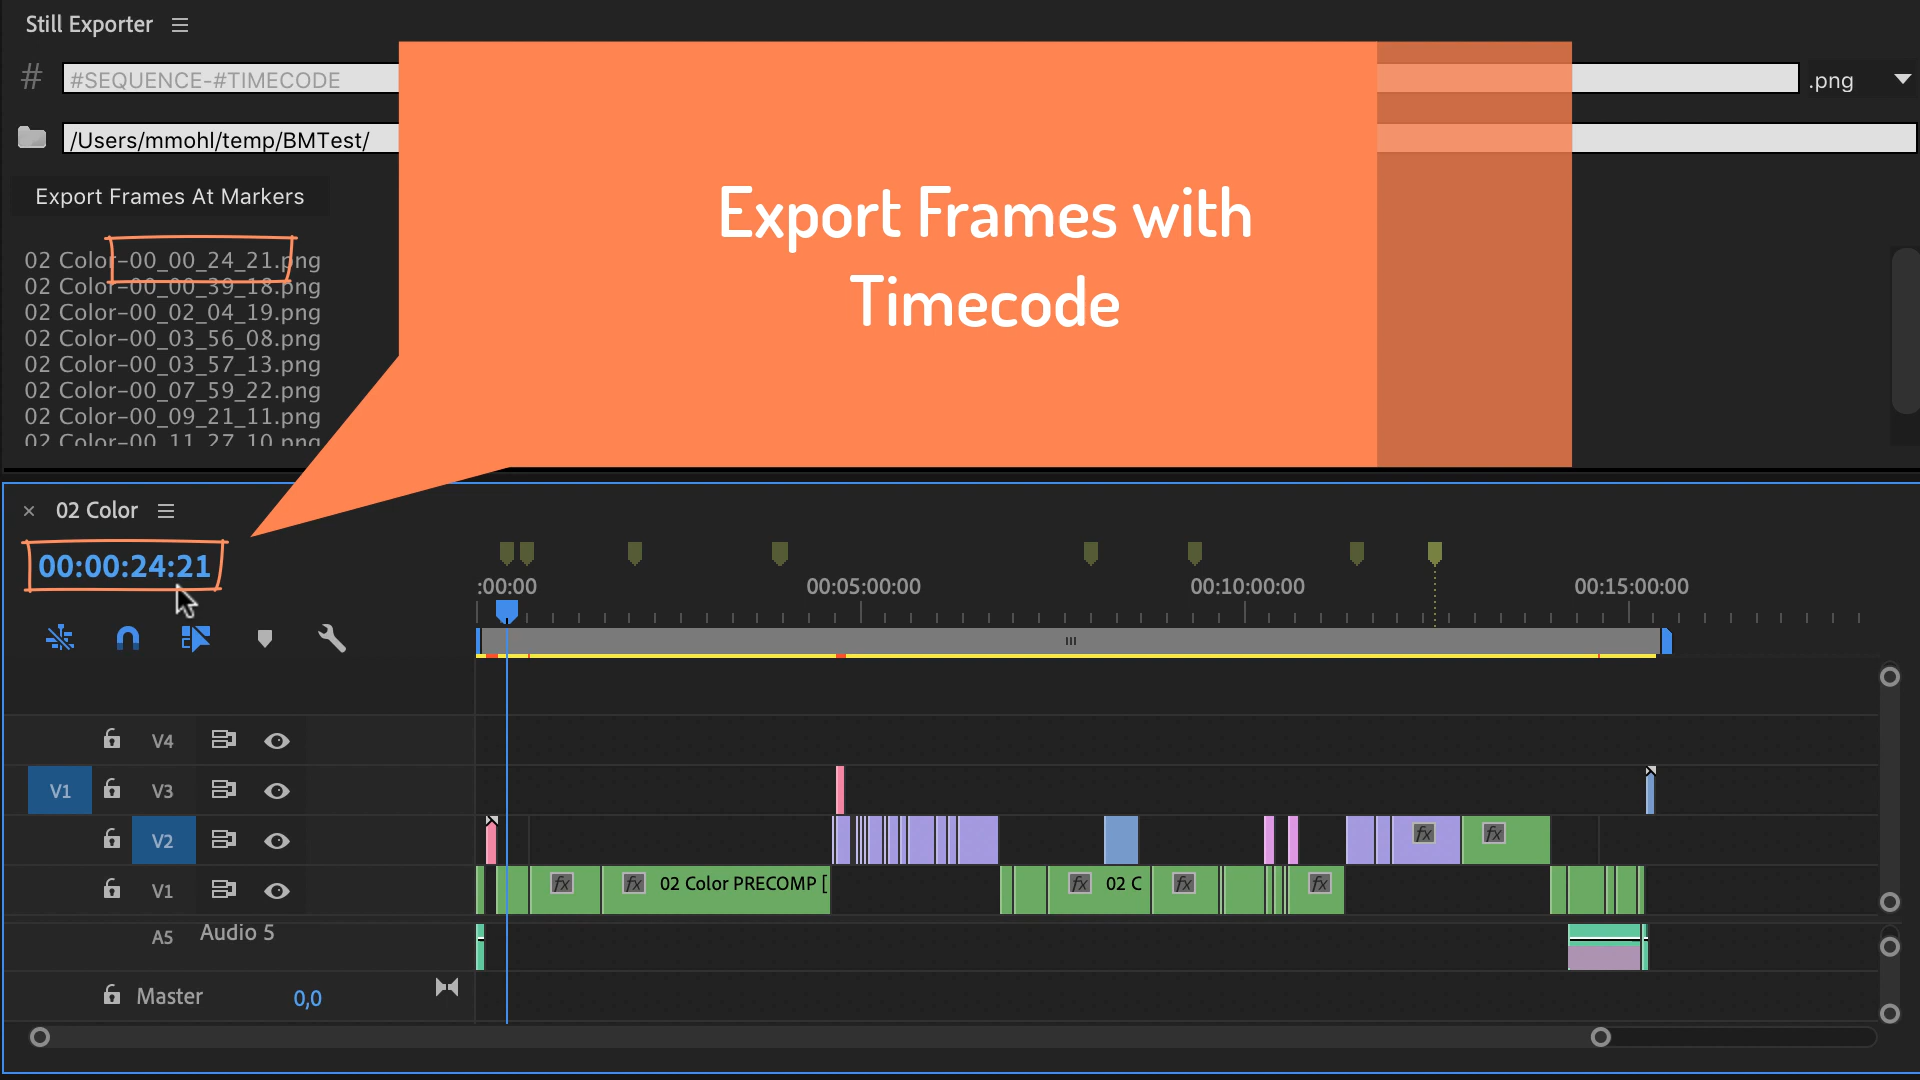 Still Exporter
#
#SEQUENCE-#TIMECODE
.png
/Users/mmohl/temp/BMTest/
Export Frames At Markers
Export Frames with
Timecode
02 Color-00_00_24_21.png
02 Color-00_00_39_18.png
02 Color-00_02_04_19.png
02 Color-00_03_56_08.png
02 Color-00_03_57_13.png
02 Color-00_07_59_22.png
02 Color-00_09_21_11.png
02 Color-00_11_27_10.png
× 02 Color
00:00:24:21
:00:00 00:05:00:00 00:10:00:00 00:15:00:00
V4
V1 V3
V2 fx fx
V1 fx fx 02 Color PRECOMP [ fx 02 C fx fx
A5 Audio 5
Master 0,0